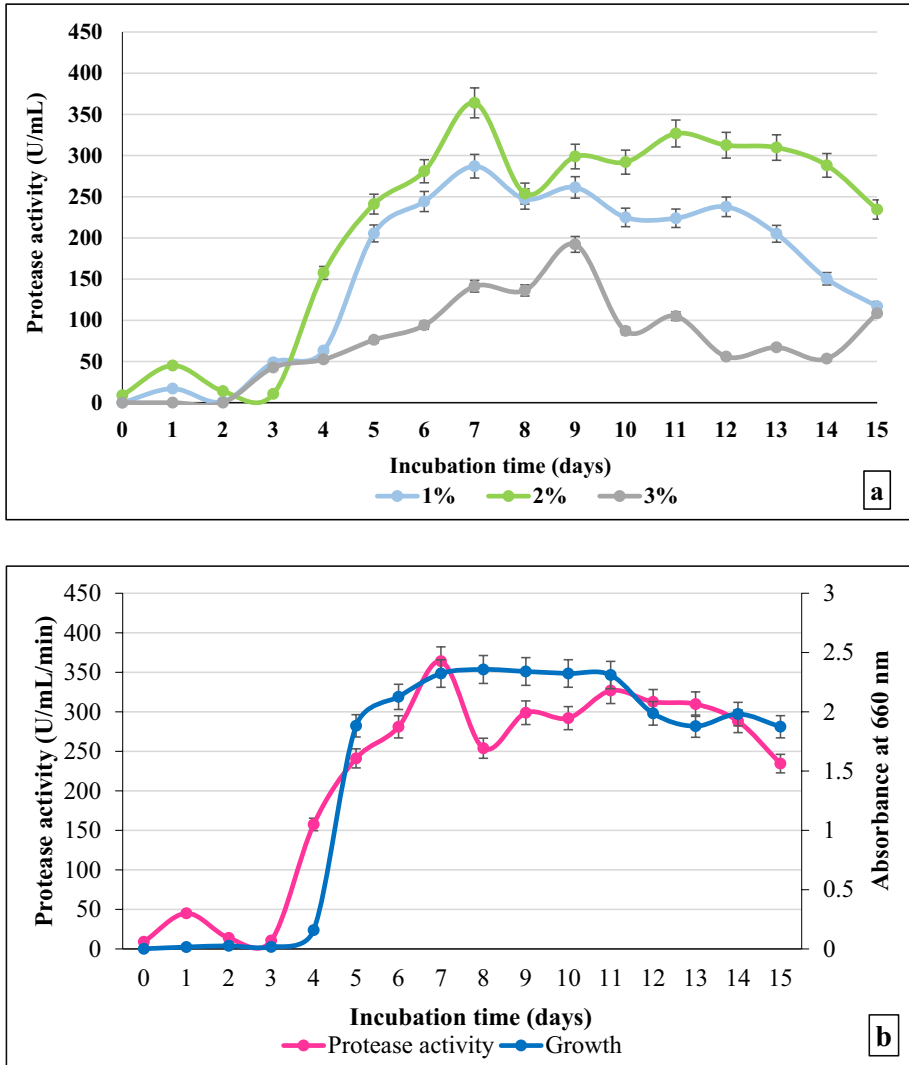 450
400
350
300
250
200
150
100
50
0
Protease activity (U/mL)
0 1 2 3 4 5 6 7 8 9 10 11 12 13 14 15
Incubation time (days)
1% 2% 3%
a
450
400
350
300
250
200
150
100
50
0
Protease activity (U/mL/min)
3
2.5
2
1.5
1
0.5
0
Absorbance at 660 nm
0 1 2 3 4 5 6 7 8 9 10 11 12 13 14 15
Incubation time (days)
Protease activity Growth
b